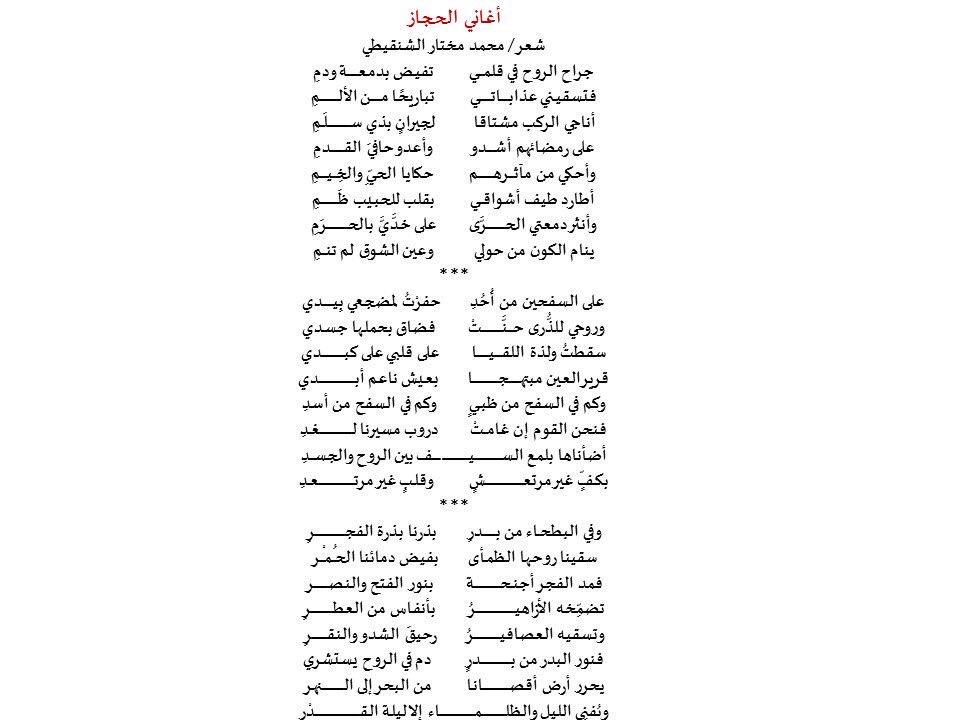 أغاني الحجاز
شعر/ محمد مختار الشنقيطي
جراح الروح في قلمي تفيض بدمعة ودمِ
فتسقيني عذاباتي تباريحًا من الألمِ
أناجي الركب مشتاقا لجيرانٍ بذي سلَمِ
على رمضائهم أشدو وأعدو حافيَ القدمِ
وأحكي من مآثرهم حكايا الحيِّ والخِيمِ
أطارد طيف أشواقي بقلب للحبيب ظَمِ
وأنثر دمعتي الحرَّى على خدَّيَّ بالحرَمِ
ينام الكون من حولي وعين الشوق لم تنمِ
***
على السفحين من أُحُدِ حفرْتُ لمضجعي بِيدي
وروحي للذُّرى حنَّتْ فضاق بحملها جسدي
سقطتُ ولذة اللقيا على قلبي على كبدي
قرير العين مبتهجا بعيش ناعم أبدي
وكم في السفح من ظبيٍ وكم في السفح من أسدِ
فنحن القوم إن غامتْ دروب مسيرنا لغدِ
أضأناها بلمع السيف بين الروح والجسدِ
بكفٍّ غير مرتعشٍ وقلبٍ غير مرتعدِ
***
وفي البطحاء من بدرِ بذرنا بذرة الفجرِ
سقينا روحها الظمأى بفيض دمائنا الحُمْر
فمد الفجر أجنحة بنور الفتح والنصر
تضمّخه الأزاهيرُ بأنفاس من العطرِ
وتسقيه العصافيرُ رحيقَ الشدو والنقرِ
فنور البدر من بدرٍ دم في الروح يستشري
يحرر أرض أقصانا من البحر إلى النهر
ونُفني الليل والظلماء إلا ليلة القدْرِ